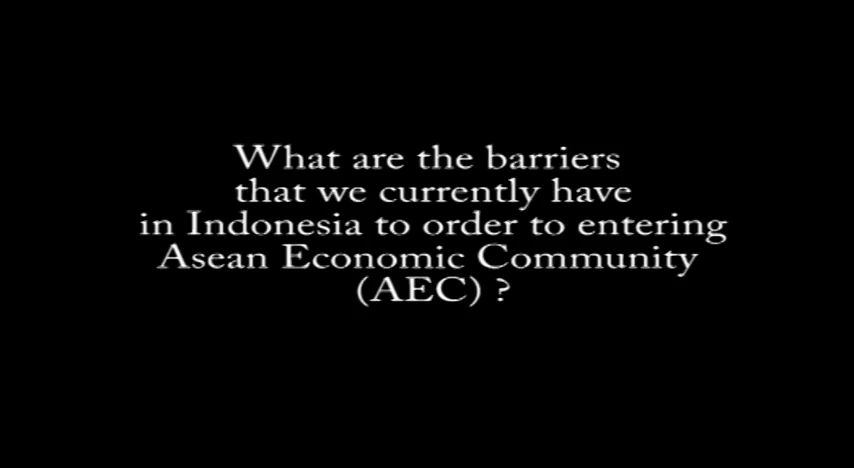 What are the barriers
that we currently have
in Indonesia to order to entering
Asean Economic Community
(AEC) ?